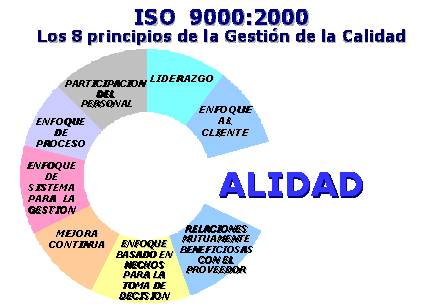 ISO 9000:2000
Los 8 principios de la Gestión de la Calidad
ENFOQUE
AL
CLIENTE
LIDERAZGO
PARTICIPACION
DEL
PERSONAL
ENFOQUE
DE
PROCESO
ENFOQUE
DE
SISTEMA
PARA LA
GESTION
MEJORA
CONTINUA
ENFOQUE
BASADO EN
HECHOS
PARA LA
TOMA DE
DECISION
RELACIONES
MUTUAMENTE
BENEFICIOSAS
CON EL
PROVEEDOR
ALIDAD